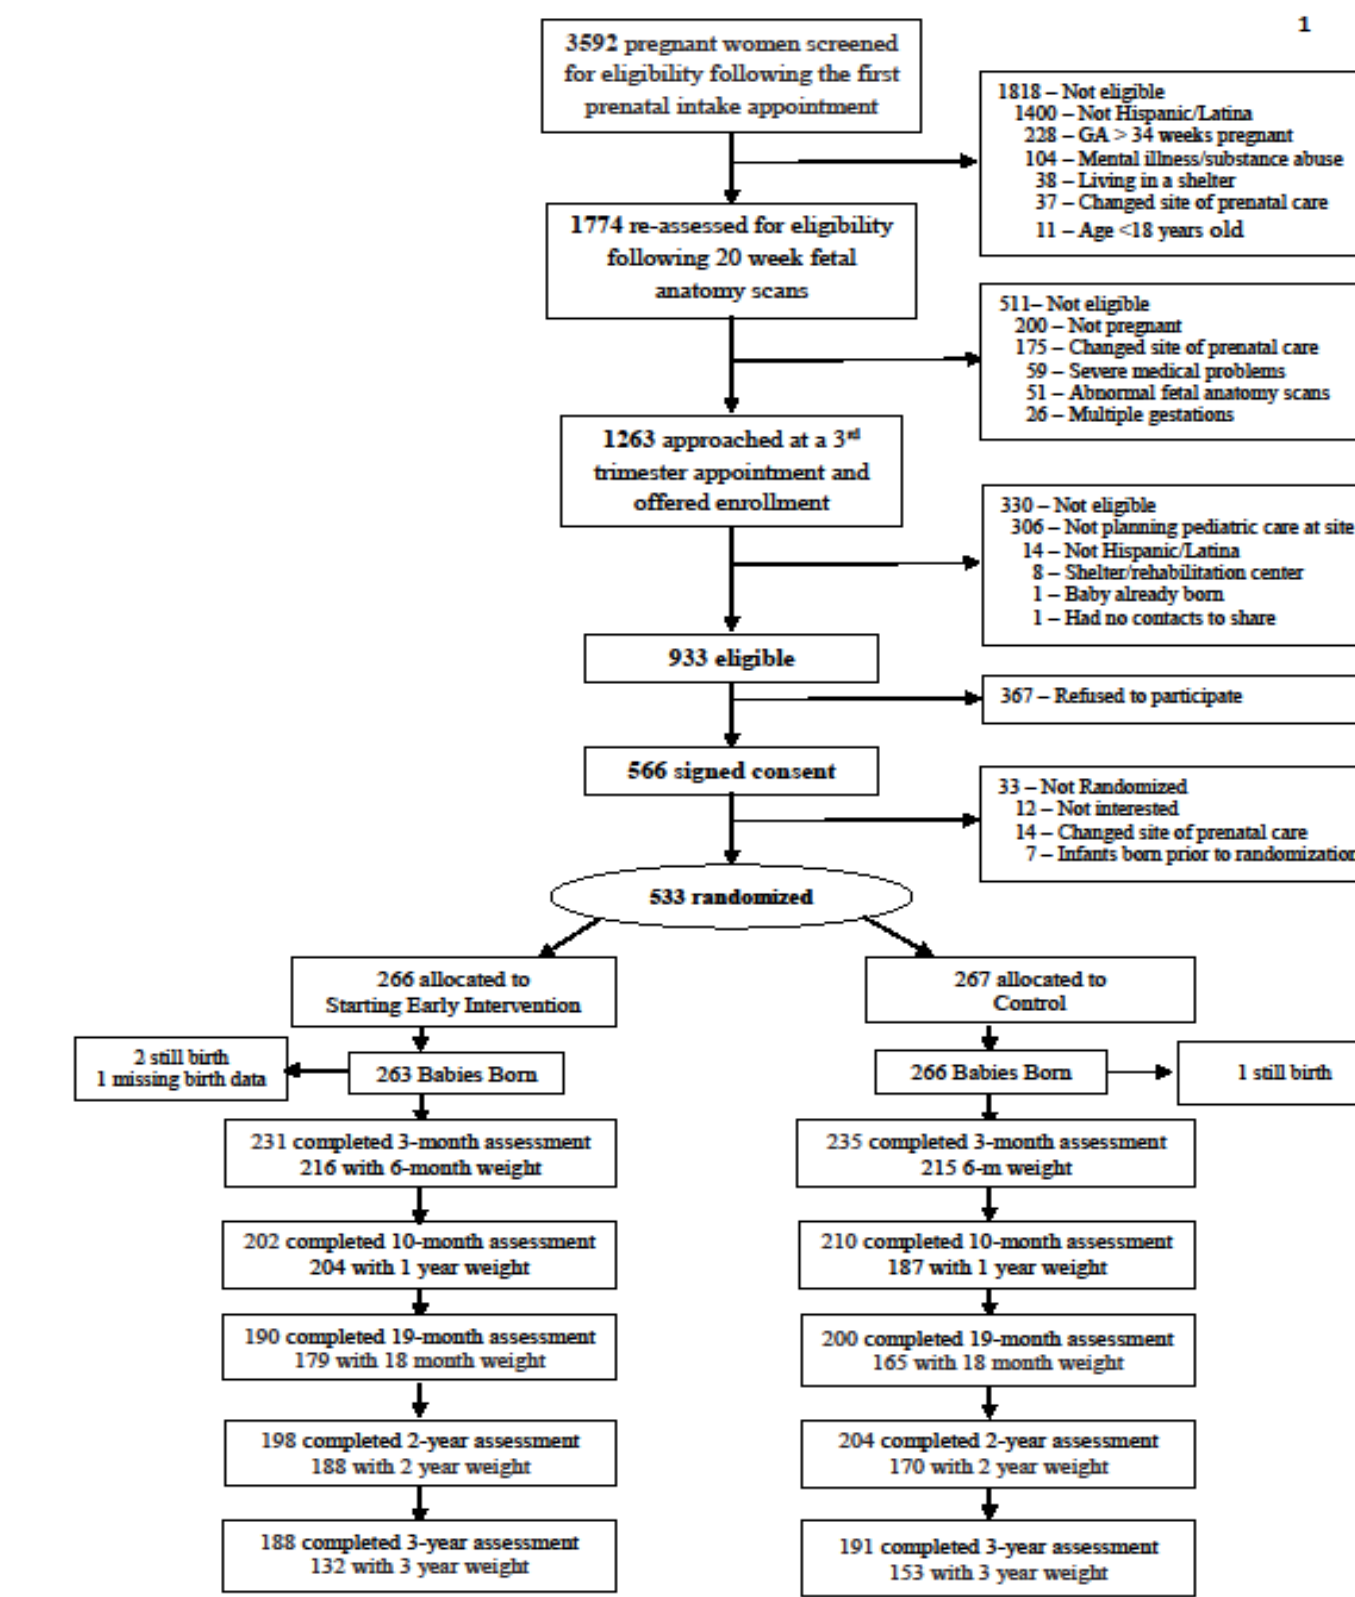 1
3592 pregnant women screened
for eligibility following the first
prenatal intake appointment
1818 – Not eligible
1400 – Not Hispanic/Latina
228 – GA > 34 weeks pregnant
104 – Mental illness/substance abuse
38 – Living in a shelter
37 – Changed site of prenatal care
11 – Age <18 years old
1774 re-assessed for eligibility
following 20 week fetal
anatomy scans
511– Not eligible
200 – Not pregnant
175 – Changed site of prenatal care
59 – Severe medical problems
51 – Abnormal fetal anatomy scans
26 – Multiple gestations
1263 approached at a 3rd
trimester appointment and
offered enrollment
330 – Not eligible
306 – Not planning pediatric care at site
14 – Not Hispanic/Latina
8 – Shelter/rehabilitation center
1 – Baby already born
1 – Had no contacts to share
933 eligible
367 – Refused to participate
566 signed consent
33 – Not Randomized
12 – Not interested
14 – Changed site of prenatal care
7 – Infants born prior to randomization
533 randomized
266 allocated to
Starting Early Intervention
267 allocated to
Control
2 still birth
1 missing birth data
263 Babies Born
266 Babies Born
1 still birth
231 completed 3-month assessment
216 with 6-month weight
235 completed 3-month assessment
215 6-m weight
202 completed 10-month assessment
204 with 1 year weight
210 completed 10-month assessment
187 with 1 year weight
190 completed 19-month assessment
179 with 18 month weight
200 completed 19-month assessment
165 with 18 month weight
198 completed 2-year assessment
188 with 2 year weight
204 completed 2-year assessment
170 with 2 year weight
188 completed 3-year assessment
132 with 3 year weight
191 completed 3-year assessment
153 with 3 year weight